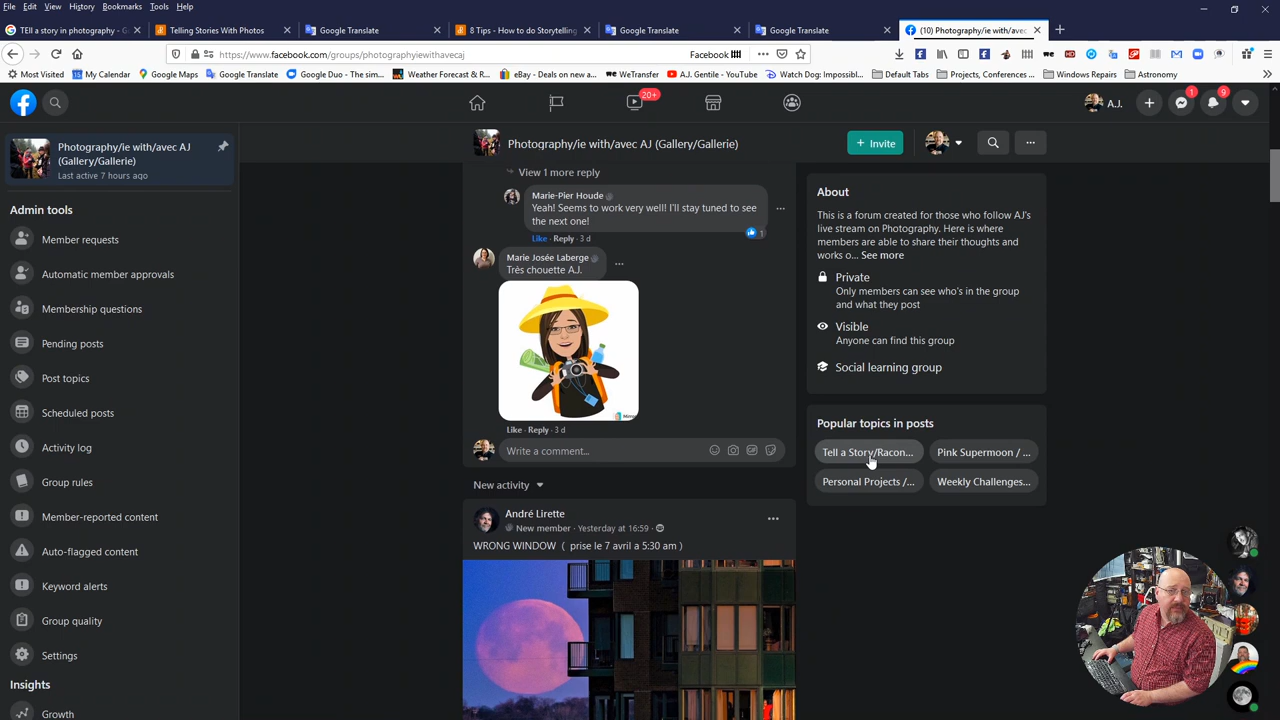 File Edit View History Bookmarks Tools Help
TEll a story in photography - G
Telling Stories With Photos
Google Translate
8 Tips - How to do Storytelling
Google Translate
Google Translate
(10) Photography/ie with/avec
https://www.facebook.com/groups/photographyiewithavecaj
Facebook
Most Visited My Calendar Google Maps Google Translate Google Duo - The sim... Weather Forecast & R... eBay - Deals on new a... WeTransfer A.J. Gentile - YouTube Watch Dog: Impossibl... Default Tabs Projects, Conferences ... Windows Repairs Astronomy
20+
A.J.
1
9
Photography/ie with/avec AJ
(Gallery/Gallerie)
Last active 7 hours ago
Admin tools
Member requests
Automatic member approvals
Membership questions
Pending posts
Post topics
Scheduled posts
Activity log
Group rules
Member-reported content
Auto-flagged content
Keyword alerts
Group quality
Settings
Insights
Growth
Photography/ie with/avec AJ (Gallery/Gallerie)
+ Invite
View 1 more reply
Marie-Pier Houde
Yeah! Seems to work very well! I'll stay tuned to see
the next one!
1
Like · Reply · 3 d
Marie Josée Laberge
Très chouette A.J.
Like · Reply · 3 d
Write a comment...
New activity
André Lirette
New member · Yesterday at 16:59 ·
WRONG WINDOW ( prise le 7 avril a 5:30 am )
About
This is a forum created for those who follow AJ's
live stream on Photography. Here is where
members are able to share their thoughts and
works o... See more
Private
Only members can see who's in the group
and what they post
Visible
Anyone can find this group
Social learning group
Popular topics in posts
Tell a Story/Racon...
Pink Supermoon / ...
Personal Projects /...
Weekly Challenges...